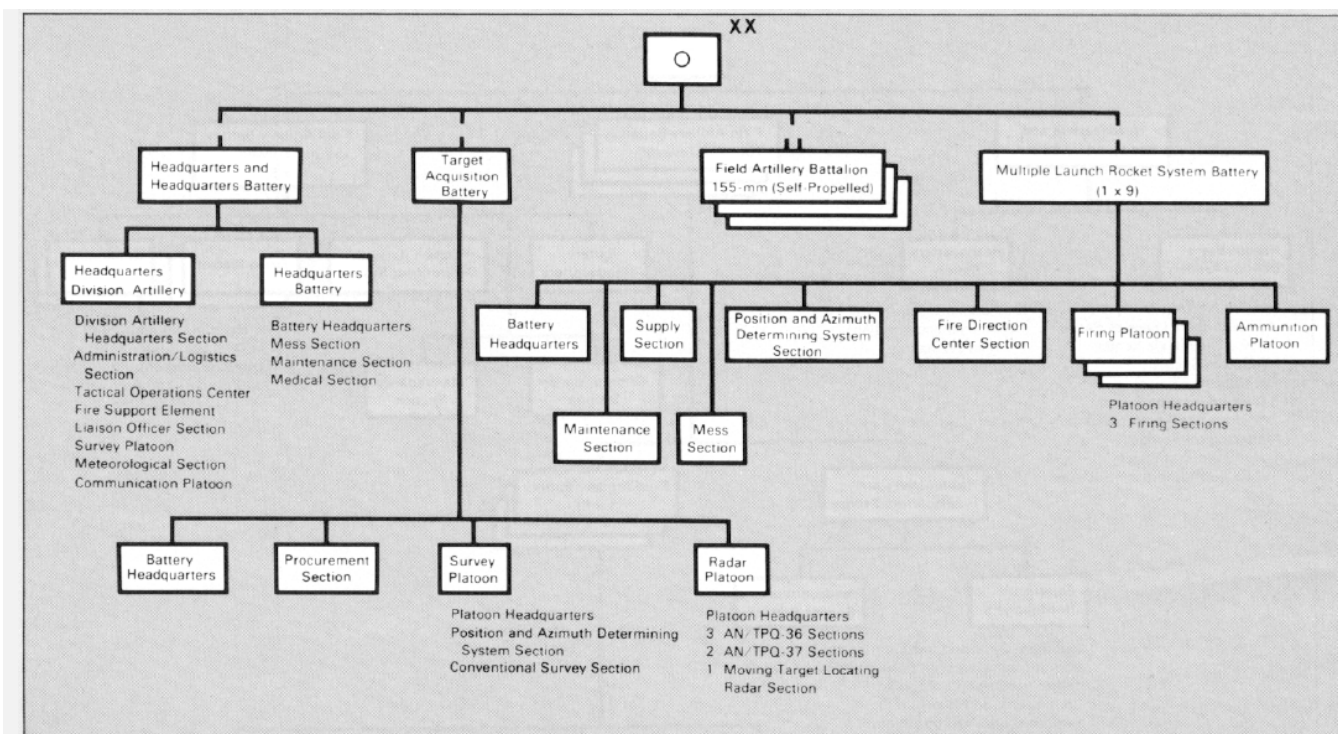 XX
Headquarters and
Headquarters Battery
Target
Acquisition
Battery
Field Artillery Battalion
155-mm (Self-Propelled)
Multiple Launch Rocket System Battery
(1 x 9)
Headquarters
Division Artillery
Headquarters
Battery
Division Artillery
Headquarters Section
Administration/Logistics
Section
Tactical Operations Center
Fire Support Element
Liaison Officer Section
Survey Platoon
Meteorological Section
Communication Platoon
Battery Headquarters
Mess Section
Maintenance Section
Medical Section
Battery
Headquarters
Supply
Section
Position and Azimuth
Determining System
Section
Fire Direction
Center Section
Firing Platoon
Ammunition
Platoon
Platoon Headquarters
3 Firing Sections
Maintenance
Section
Mess
Section
Battery
Headquarters
Procurement
Section
Survey
Platoon
Radar
Platoon
Platoon Headquarters
Position and Azimuth Determining
System Section
Conventional Survey Section
Platoon Headquarters
3 AN/TPQ-36 Sections
2 AN/TPQ-37 Sections
1 Moving Target Locating
Radar Section